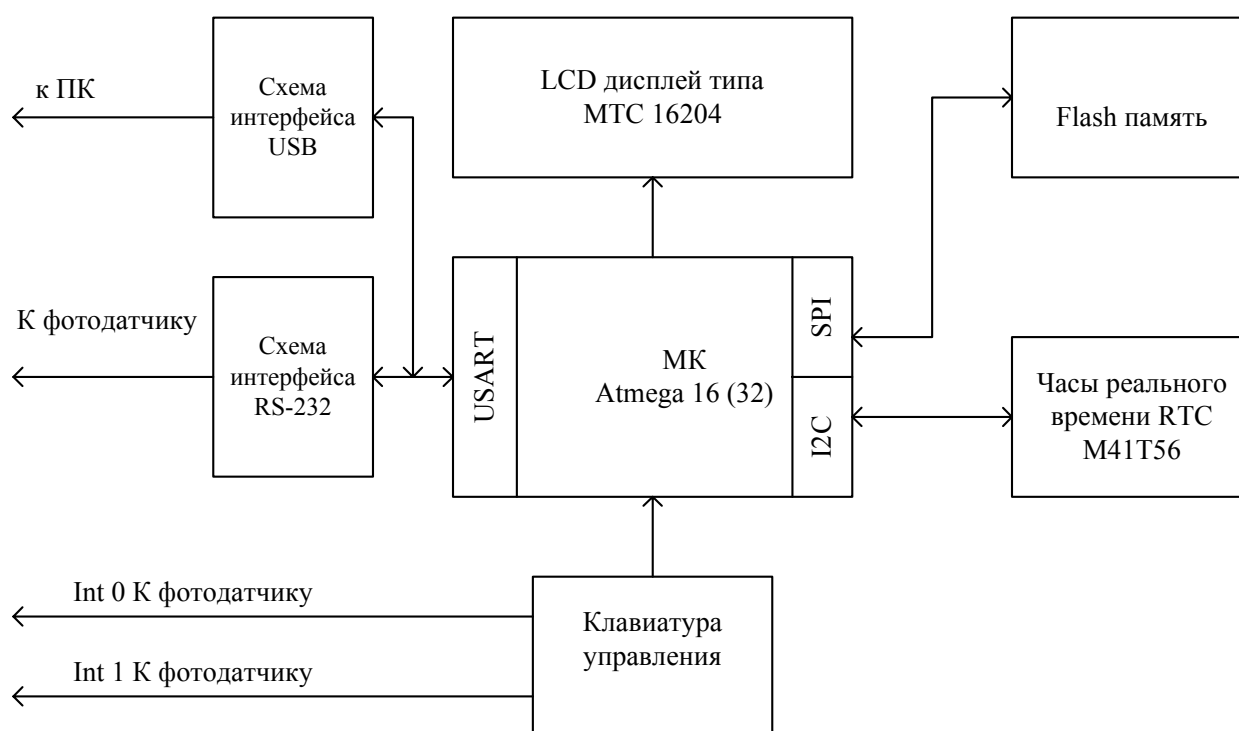 к ПК
Схема
интерфейса
USB
LCD дисплей типа
МТС 16204
Flash память
К фотодатчику
Схема
интерфейса
RS-232
USART
МК
Atmega 16 (32)
SPI
I2C
Часы реального
времени RTC
M41T56
Int 0 К фотодатчику
Int 1 К фотодатчику
Клавиатура
управления